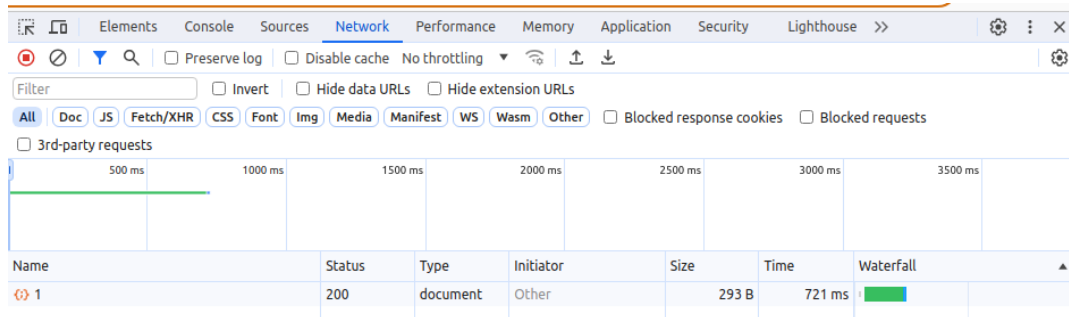 Elements Console Sources Network Performance Memory Application Security Lighthouse >>
Preserve log Disable cache No throttling
Filter Invert Hide data URLs Hide extension URLs
All Doc JS Fetch/XHR CSS Font Img Media Manifest WS Wasm Other Blocked response cookies Blocked requests
3rd-party requests
500 ms 1000 ms 1500 ms 2000 ms 2500 ms 3000 ms 3500 ms
Name Status Type Initiator Size Time Waterfall
{;} 1 200 document Other 293 B 721 ms